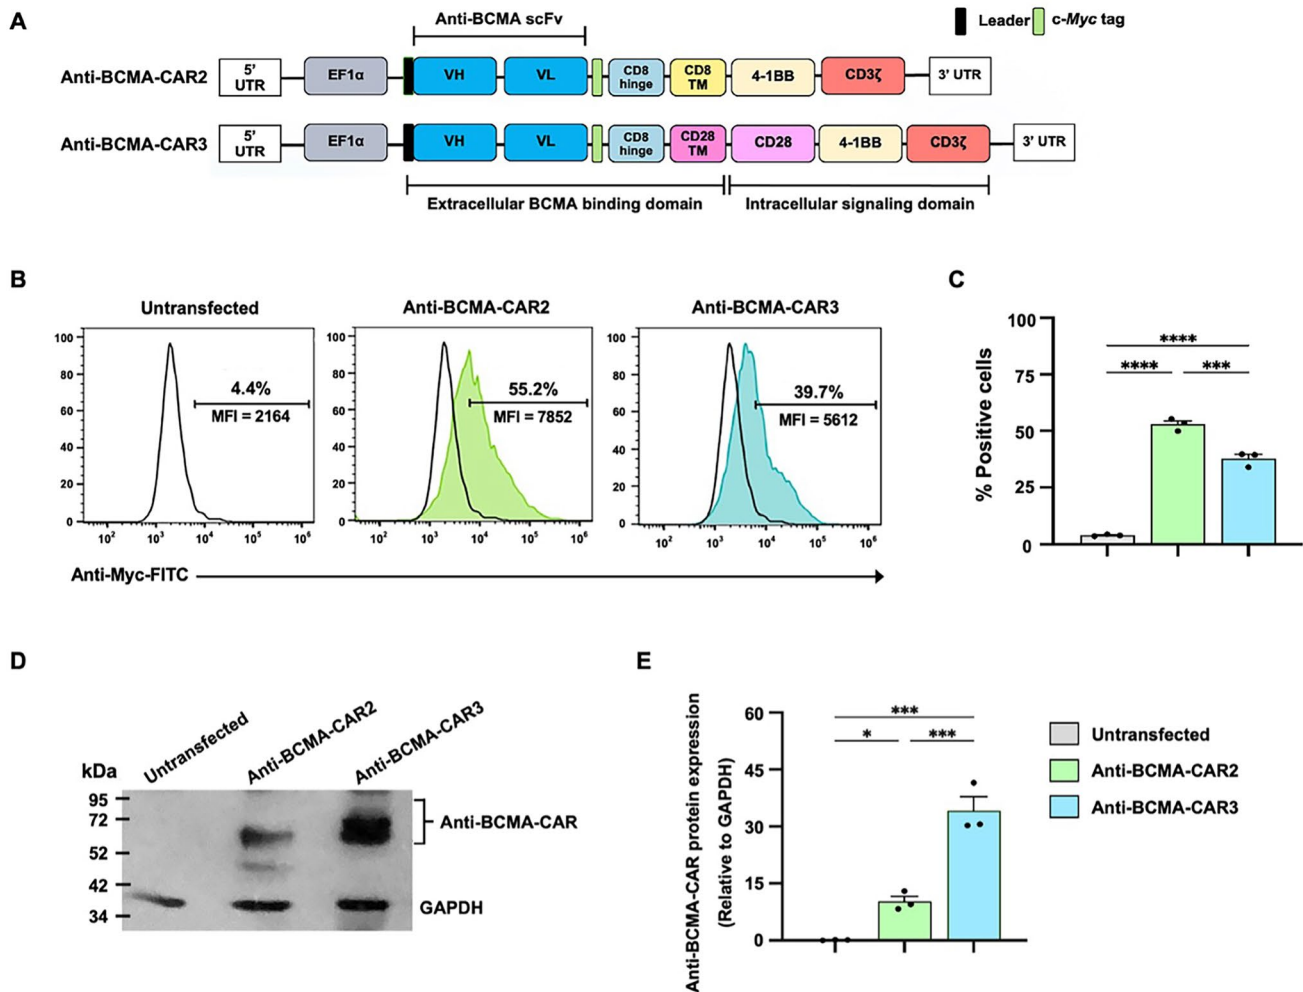 A
Anti-BCMA scFv
Leader
c-Myc tag
Anti-BCMA-CAR2
5’ UTR
EF1α
VH
VL
CD8 hinge
CD8 TM
4-1BB
CD3ζ
3’ UTR
Anti-BCMA-CAR3
5’ UTR
EF1α
VH
VL
CD8 hinge
CD28 TM
CD28
4-1BB
CD3ζ
3’ UTR
Extracellular BCMA binding domain
Intracellular signaling domain
B
Untransfected
100
80
60
40
20
0
4.4%
MFI = 2164
10² 10³ 10⁴ 10⁵ 10⁶
Anti-BCMA-CAR2
100
80
60
40
20
0
55.2%
MFI = 7852
10² 10³ 10⁴ 10⁵ 10⁶
Anti-BCMA-CAR3
100
80
60
40
20
0
39.7%
MFI = 5612
10² 10³ 10⁴ 10⁵ 10⁶
Anti-Myc-FITC
C
% Positive cells
100
75
50
25
0
****
**** ***
D
kDa
Untransfected
Anti-BCMA-CAR2
Anti-BCMA-CAR3
95
72
52
42
34
Anti-BCMA-CAR
GAPDH
E
Anti-BCMA-CAR protein expression
(Relative to GAPDH)
60
45
30
15
0
***
* ***
Untransfected
Anti-BCMA-CAR2
Anti-BCMA-CAR3